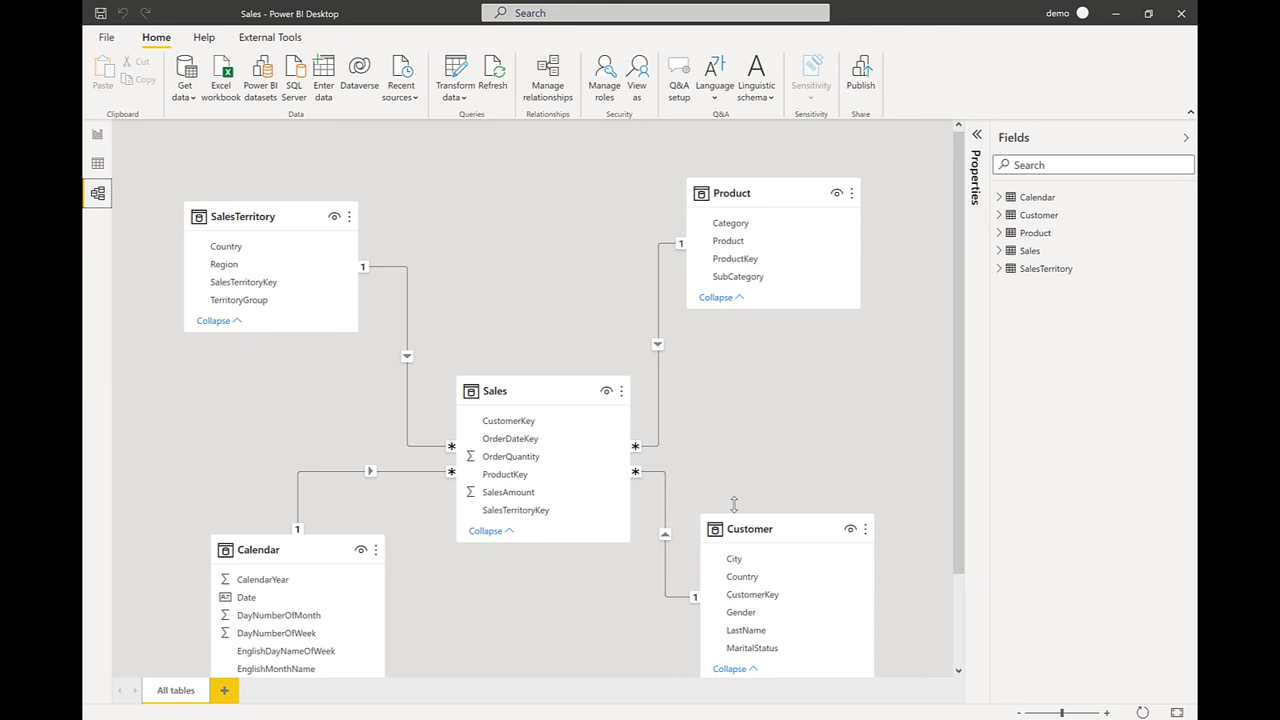 Sales - Power BI Desktop
Search
demo
File Home Help External Tools
Paste
Cut
Copy
Clipboard
Get data
Excel workbook
Power BI datasets
SQL Server
Enter data
Dataverse
Recent sources
Data
Transform data
Refresh
Queries
Manage relationships
Relationships
Manage roles
View as
Security
Q&A setup
Language
Linguistic schema
Q&A
Sensitivity
Sensitivity
Publish
Share
SalesTerritory
Country
Region
SalesTerritoryKey
TerritoryGroup
Collapse
1
Product
Category
Product
ProductKey
SubCategory
Collapse
1
Sales
CustomerKey
OrderDateKey
OrderQuantity
ProductKey
SalesAmount
SalesTerritoryKey
Collapse
*
*
*
*
1
Calendar
CalendarYear
Date
DayNumberOfMonth
DayNumberOfWeek
EnglishDayNameOfWeek
EnglishMonthName
Customer
City
Country
CustomerKey
Gender
LastName
MaritalStatus
Collapse
1
Properties
Fields
Search
Calendar
Customer
Product
Sales
SalesTerritory
All tables
+
- +